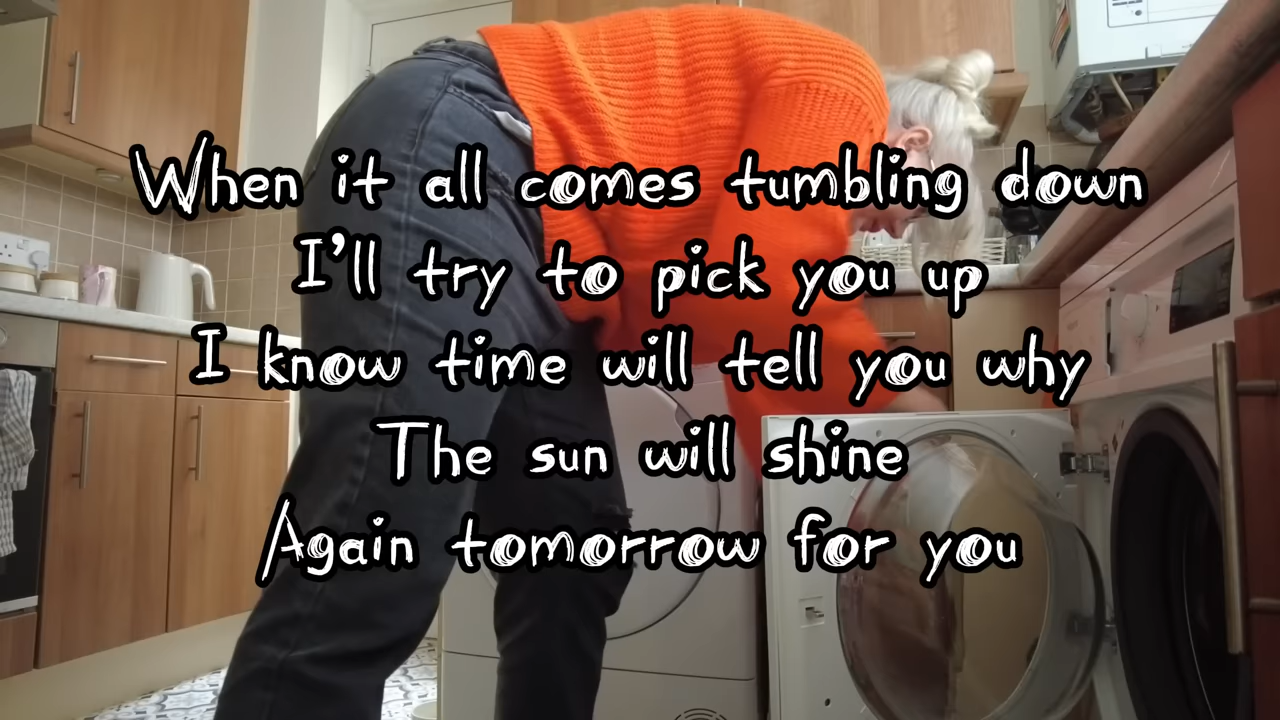 When it all comes tumbling down
I'll try to pick you up
I know time will tell you why
The sun will shine
Again tomorrow for you